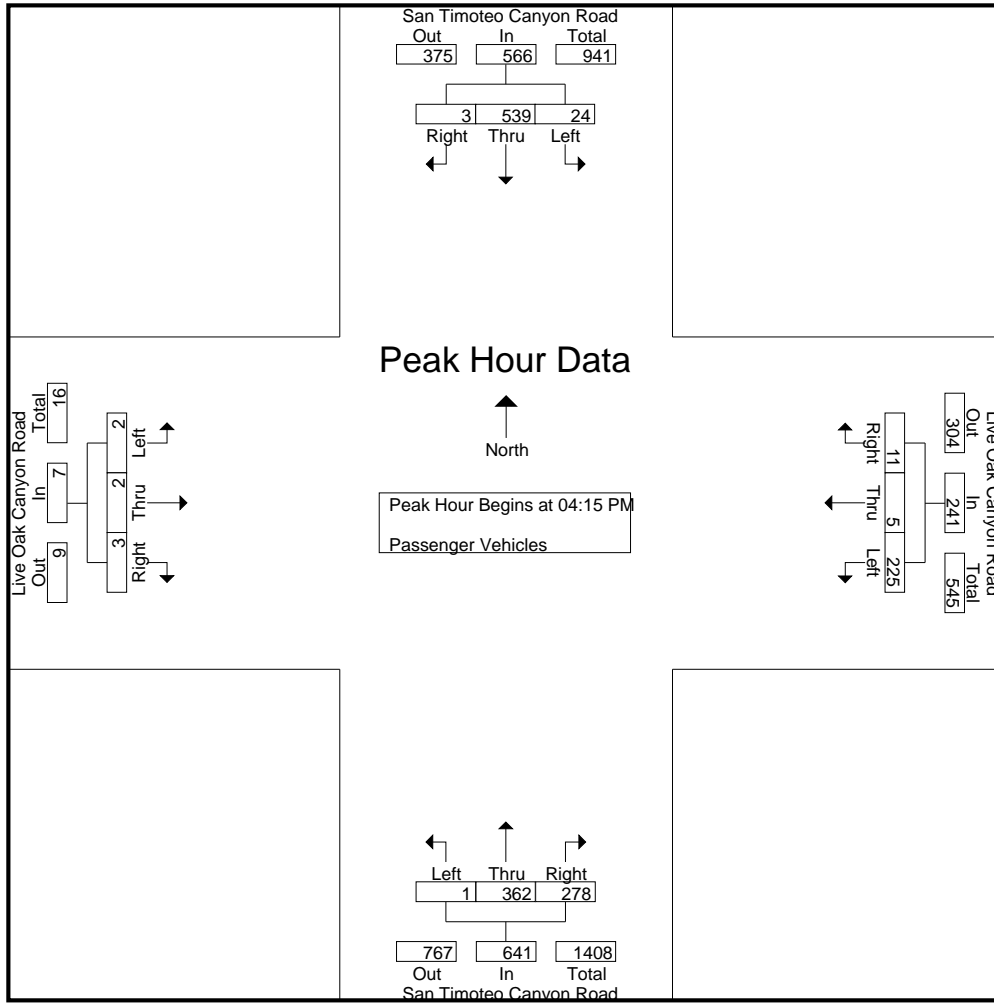 San Timoteo Canyon Road
Out In Total
375 566 941
3 539 24
Right Thru Left
Peak Hour Data
North
Peak Hour Begins at 04:15 PM
Passenger Vehicles
Live Oak Canyon Road
Total In Out
16 7 9
2 2 3
Left Thru Right
Right Thru Left
11 5 225
304 241 545
Out In Total
Live Oak Canyon Road
Left Thru Right
1 362 278
767 641 1408
Out In Total
San Timoteo Canyon Road